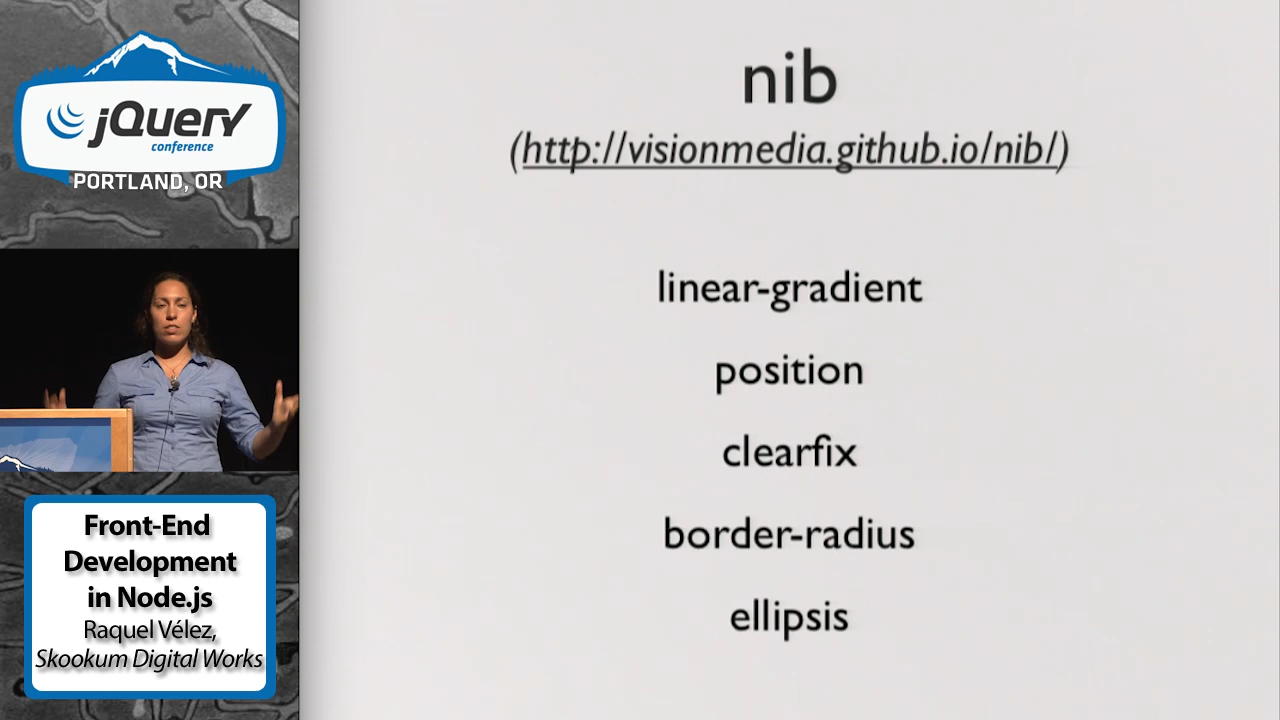 jQuery
conference
PORTLAND, OR
Front-End
Development
in Node.js
Raquel Vélez,
Skookum Digital Works
nib
(http://visionmedia.github.io/nib/)
linear-gradient
position
clearfix
border-radius
ellipsis